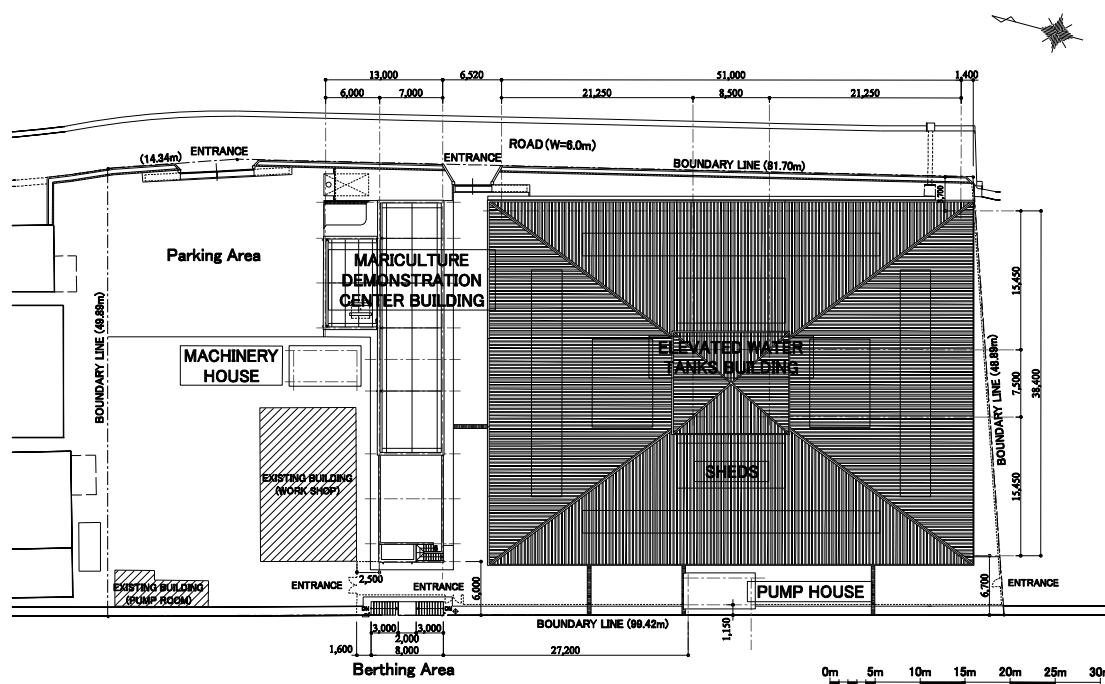 13,000
6,520
51,000
1,400
6,000
7,000
21,250
8,500
21,250
ROAD (W=6.0m)
(14.34m)
ENTRANCE
ENTRANCE
BOUNDARY LINE (81.70m)
Parking Area
MARICULTURE
DEMONSTRATION
CENTER BUILDING
15,450
BOUNDARY LINE (49.89m)
MACHINERY
HOUSE
ELEVATED WATER
TANKS BUILDING
7,500
38,400
BOUNDARY LINE (48.89m)
EXISTING BUILDING
(WORK SHOP)
SHEDS
15,450
EXISTING BUILDING
(PUMP ROOM)
ENTRANCE
2,500
ENTRANCE
6,000
PUMP HOUSE
6,700
ENTRANCE
BOUNDARY LINE (99.42m)
3,000
3,000
2,000
1,150
1,600
8,000
27,200
Berthing Area
0m
5m
10m
15m
20m
25m